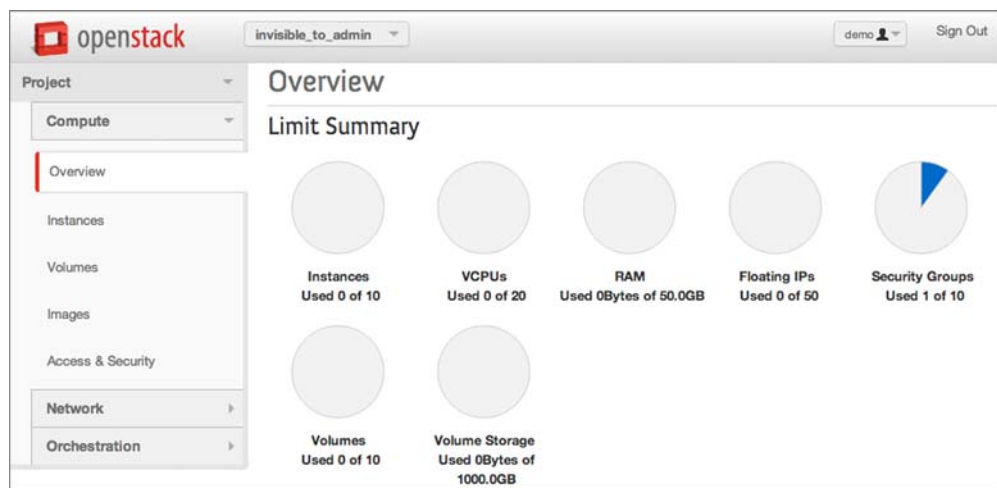 openstack
invisible_to_admin
demo
Sign Out
Project
Compute
Overview
Instances
Volumes
Images
Access & Security
Network
Orchestration
Overview
Limit Summary
Instances
Used 0 of 10
VCPUs
Used 0 of 20
RAM
Used 0Bytes of 50.0GB
Floating IPs
Used 0 of 50
Security Groups
Used 1 of 10
Volumes
Used 0 of 10
Volume Storage
Used 0Bytes of
1000.0GB